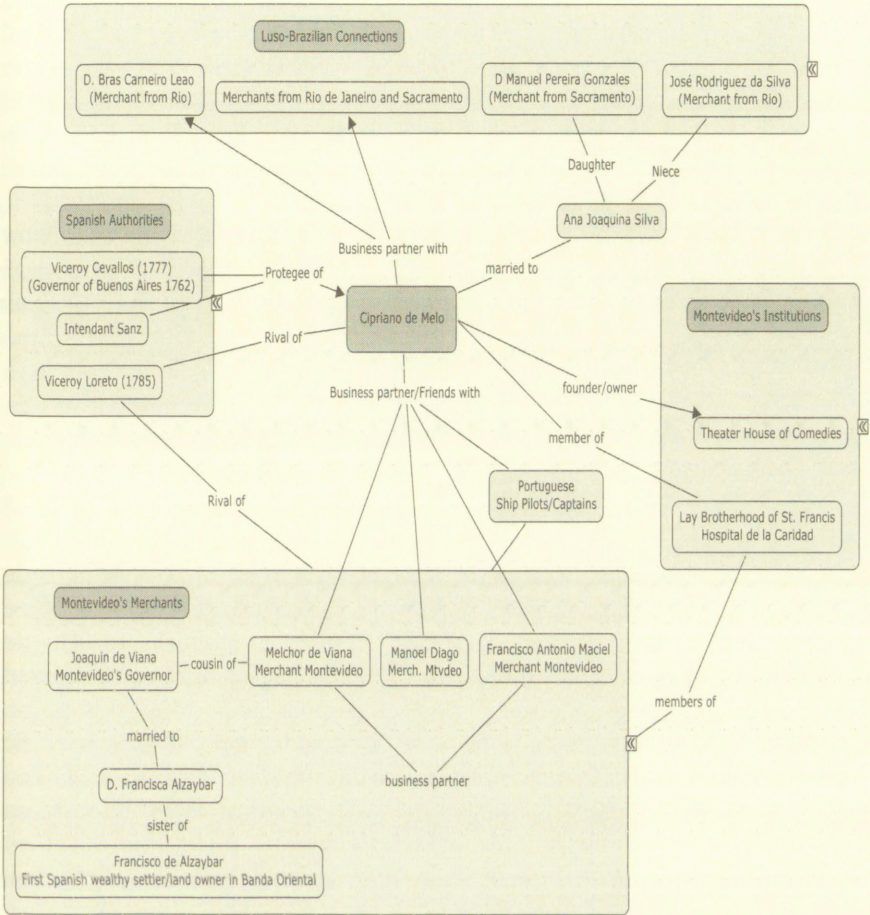 Luso-Brazilian Connections
D. Bras Carneiro Leao
(Merchant from Rio)
Merchants from Rio de Janeiro and Sacramento
D Manuel Pereira Gonzales
(Merchant from Sacramento)
José Rodriguez da Silva
(Merchant from Rio)
Daughter
Niece
Ana Joaquina Silva
Spanish Authorities
Viceroy Cevallos (1777)
(Governor of Buenos Aires 1762)
Intendant Sanz
Viceroy Loreto (1785)
Business partner with
married to
Protegee of
Cipriano de Melo
Rival of
Montevideo's Institutions
Business partner/Friends with
founder/owner
Theater House of Comedies
member of
Portuguese
Ship Pilots/Captains
Rival of
Lay Brotherhood of St. Francis
Hospital de la Caridad
Montevideo's Merchants
Joaquin de Viana
Montevideo's Governor
cousin of
Melchor de Viana
Merchant Montevideo
Manoel Diago
Merch. Mtvdeo
Francisco Antonio Maciel
Merchant Montevideo
members of
married to
business partner
D. Francisca Alzaybar
sister of
Francisco de Alzaybar
First Spanish wealthy settler/land owner in Banda Oriental